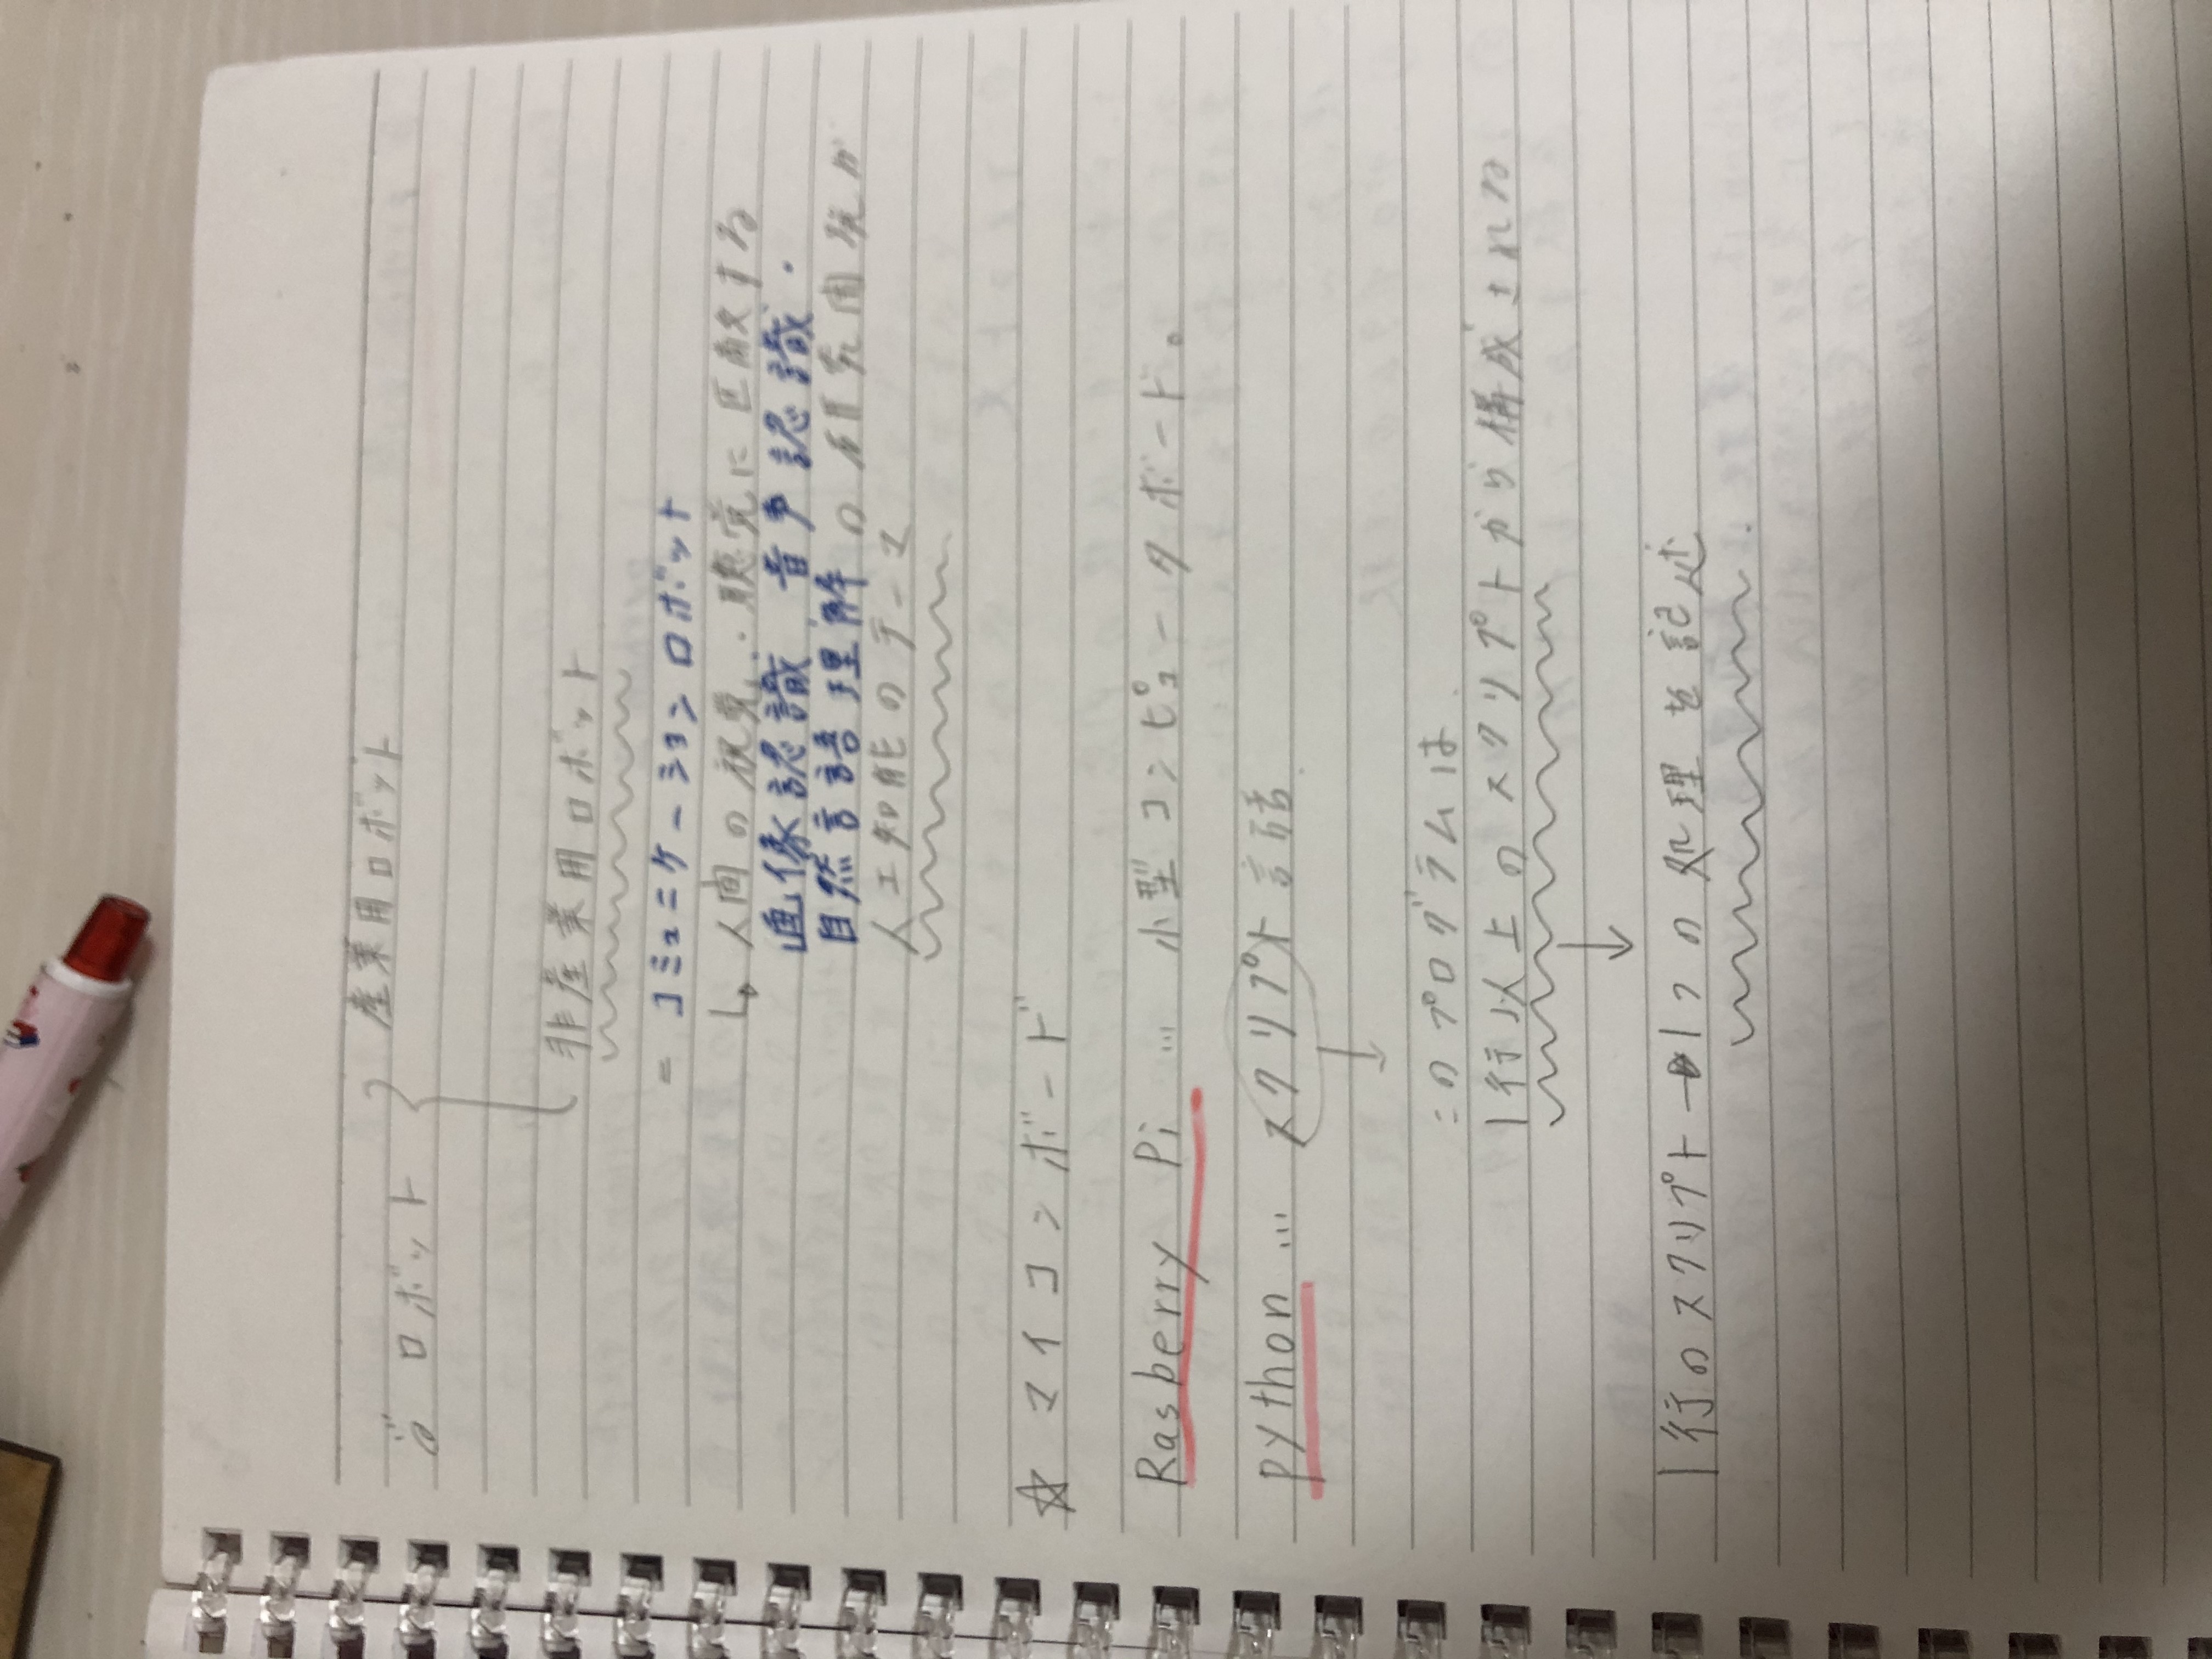 ロボット
産業用ロボット
非産業用ロボット
= コミュニケーションロボット
↳ 人間の視覚・聴覚に匹敵する
画像認識、音声認識・
自然言語理解の研究開発が
人工知能のテーマ
☆ マイコンボード
Rasberry Pi … 小型コンピュータボード。
python … スクリプト言語
↓
このプログラムは
1行以上のスクリプトから構成される
↓
1行のスクリプト→1つの処理を記述